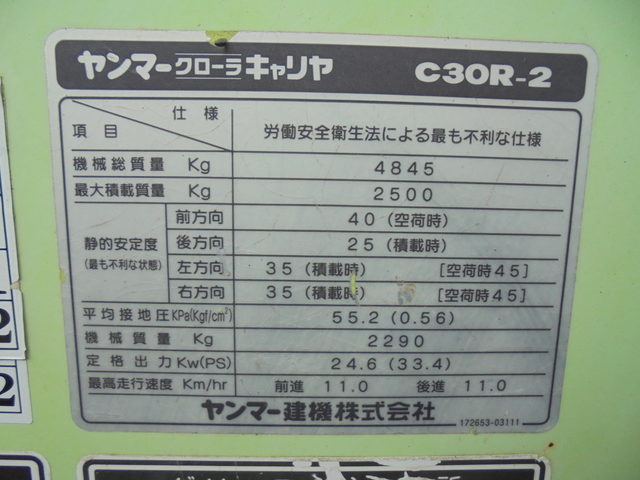 ヤンマークローラキャリヤ C30R-2
仕様
項目 労働安全衛生法による最も不利な仕様
機械総質量 Kg 4845
最大積載質量 Kg 2500
静的安定度
(最も不利な状態)
前方向 40(空荷時)
後方向 25(積載時)
左方向 35(積載時) [空荷時45]
右方向 35(積載時) [空荷時45]
平均接地圧 KPa(Kgf/cm²) 55.2(0.56)
機械質量 Kg 2290
定格出力 Kw(PS) 24.6(33.4)
最高走行速度 Km/hr 前進 11.0 後進 11.0
ヤンマー建機株式会社 172653-03111
2
2